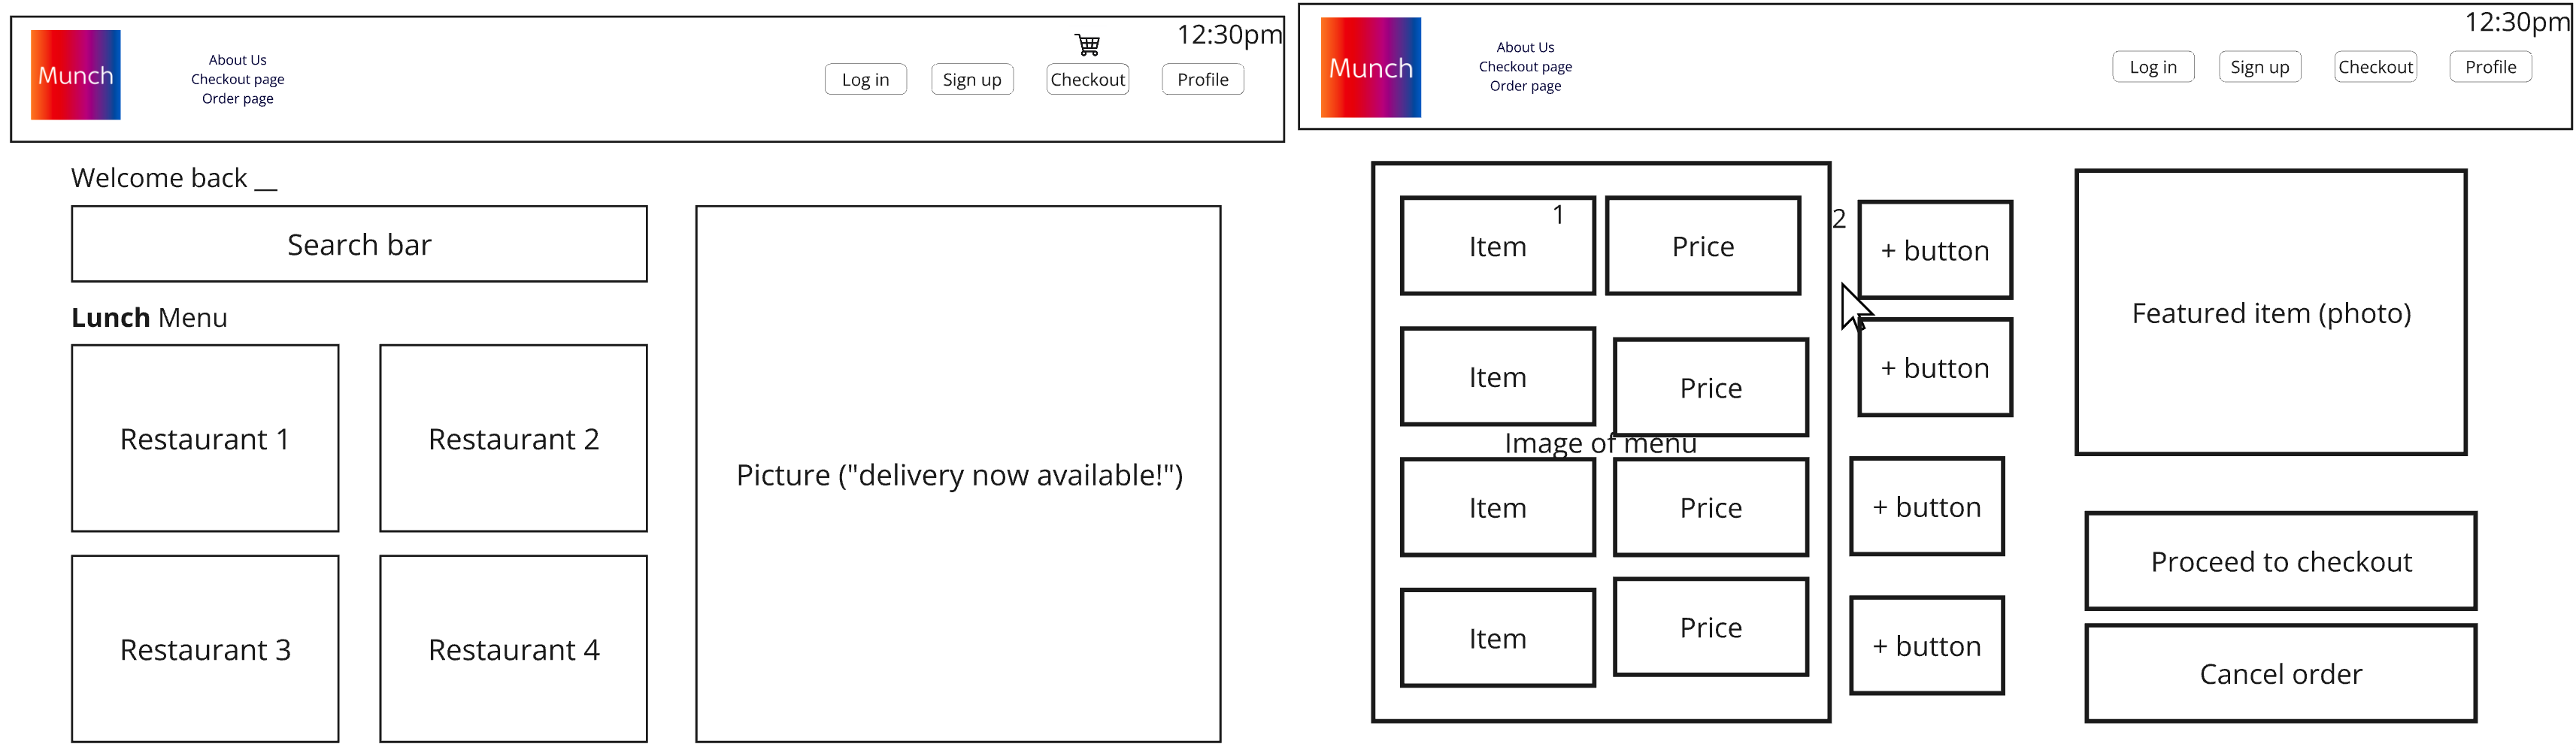 Munch
About Us
Checkout page
Order page
Log in
Sign up
Checkout
Profile
12:30pm
Welcome back __
Search bar
Lunch Menu
Restaurant 1
Restaurant 2
Restaurant 3
Restaurant 4
Picture ("delivery now available!")
Munch
About Us
Checkout page
Order page
Log in
Sign up
Checkout
Profile
12:30pm
Item
1
Price
2
+ button
Item
Price
+ button
Image of menu
Item
Price
+ button
Item
Price
+ button
Featured item (photo)
Proceed to checkout
Cancel order